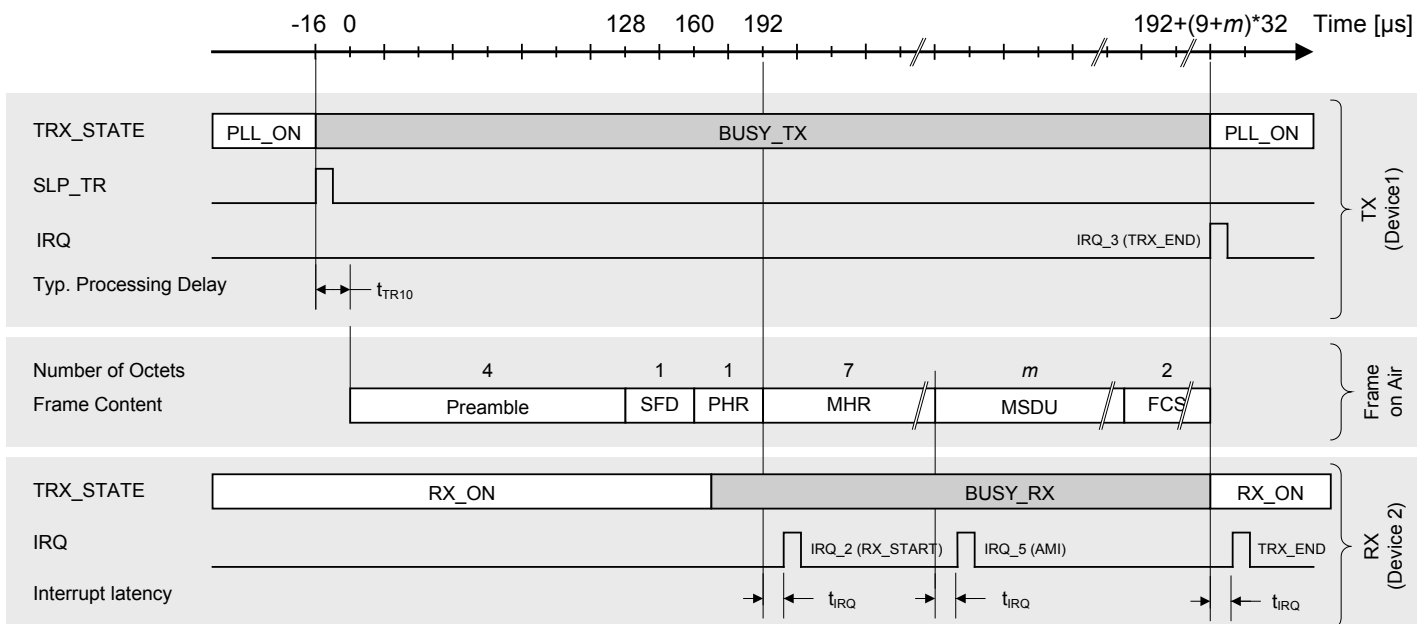 -16 0 128 160 192 192+(9+m)*32 Time [µs]
TRX_STATE PLL_ON BUSY_TX PLL_ON
SLP_TR
IRQ IRQ_3 (TRX_END)
Typ. Processing Delay tTR10
TX
(Device1)
Number of Octets 4 1 1 7 m 2
Frame Content Preamble SFD PHR MHR MSDU FCS
Frame
on Air
TRX_STATE RX_ON BUSY_RX RX_ON
IRQ IRQ_2 (RX_START) IRQ_5 (AMI) TRX_END
Interrupt latency tIRQ tIRQ tIRQ
RX
(Device 2)